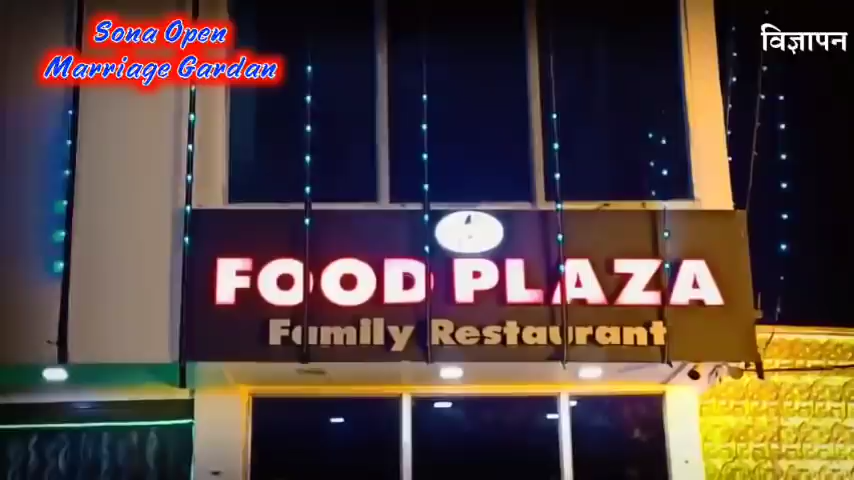 Sona Open
Marriage Gardan
विज्ञापन
FOOD PLAZA
Family Restaurant